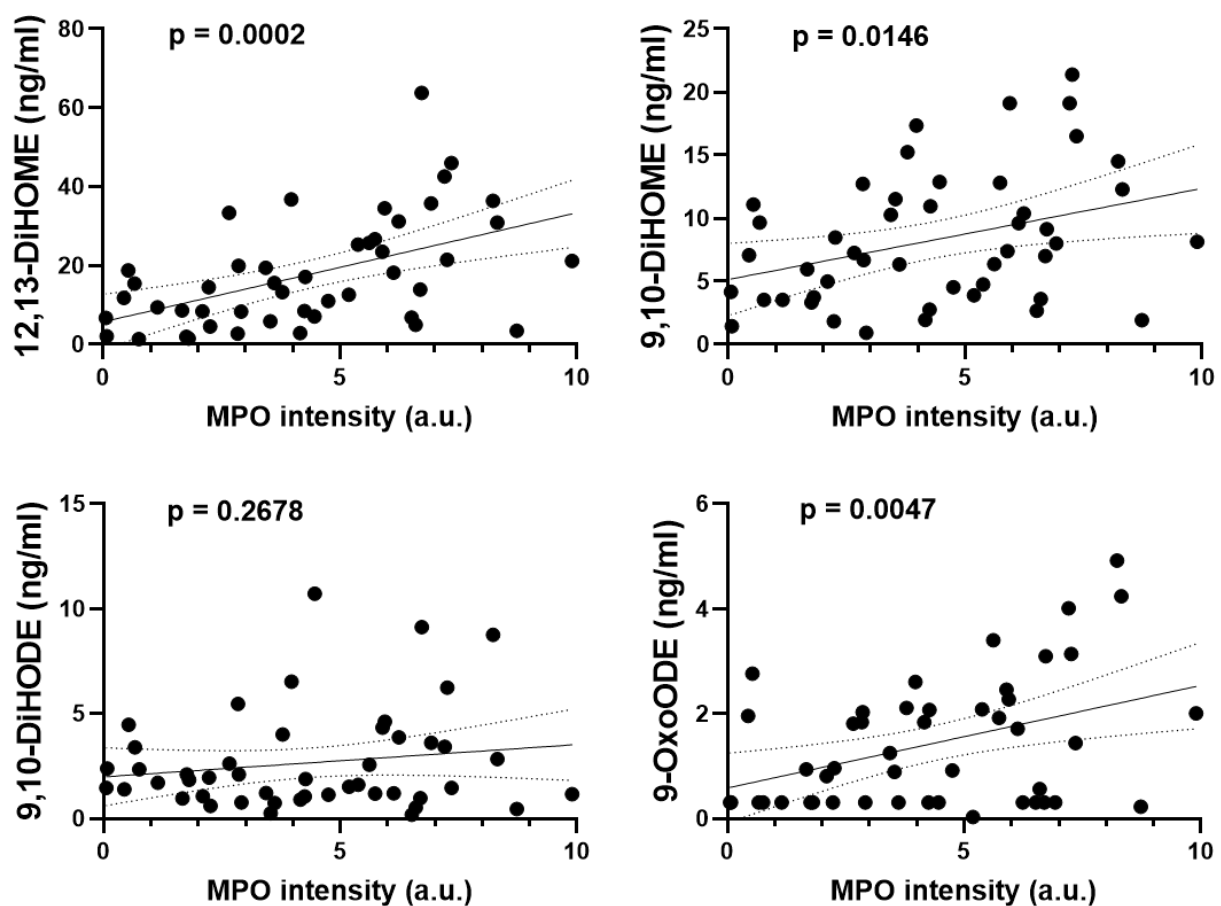 p = 0.0002
12,13-DiHOME (ng/ml)
80
60
40
20
0
0 5 10
MPO intensity (a.u.)
p = 0.0146
9,10-DiHOME (ng/ml)
25
20
15
10
5
0
0 5 10
MPO intensity (a.u.)
p = 0.2678
9,10-DiHODE (ng/ml)
15
10
5
0
0 5 10
MPO intensity (a.u.)
p = 0.0047
9-OxoODE (ng/ml)
6
4
2
0
0 5 10
MPO intensity (a.u.)